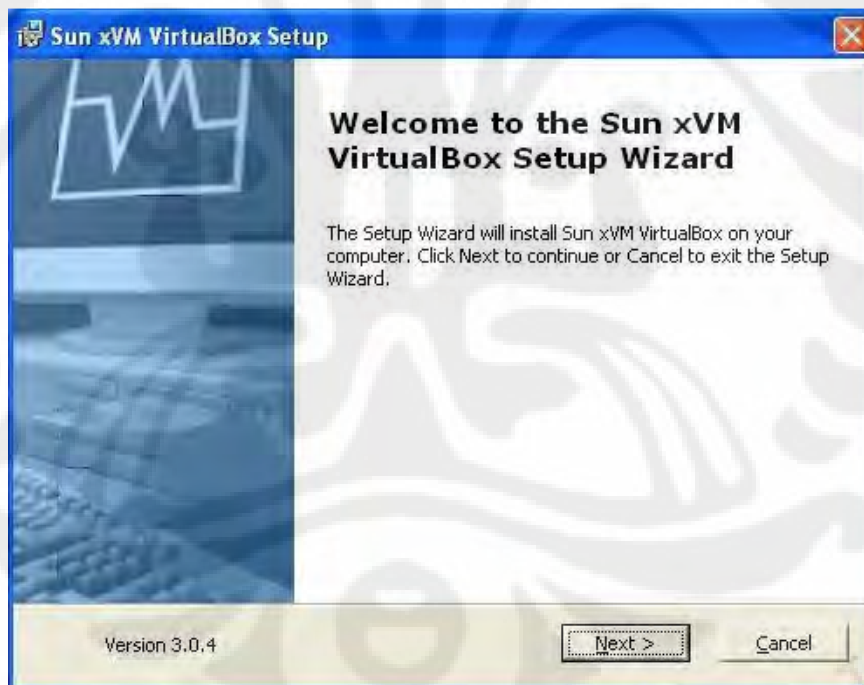 Sun xVM VirtualBox Setup
Welcome to the Sun xVM
VirtualBox Setup Wizard
The Setup Wizard will install Sun xVM VirtualBox on your
computer. Click Next to continue or Cancel to exit the Setup
Wizard.
Version 3.0.4
Next >
Cancel